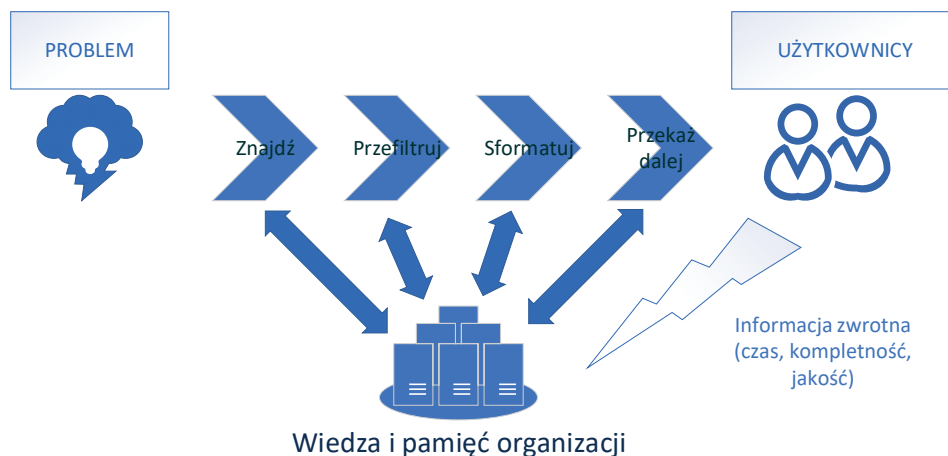 PROBLEM
UŻYTKOWNICY
Znajdź
Przefiltruj
Sformatuj
Przekaż
dalej
Informacja zwrotna
(czas, kompletność,
jakość)
Wiedza i pamięć organizacji